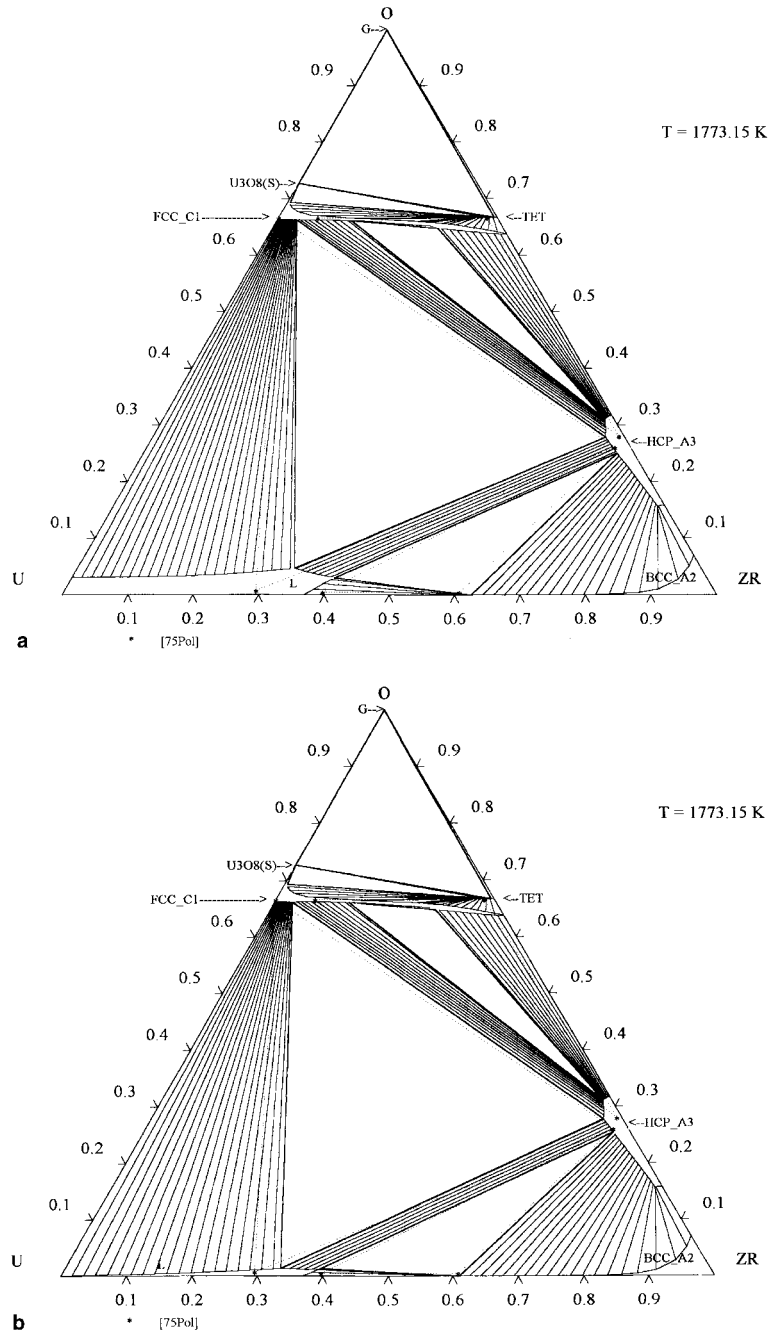 O
G-->
0.9 0.9
T = 1773.15 K
0.8 0.8
U3O8(S)---> 0.7
FCC_C1 -----------> <---TET
0.6 0.6
0.5 0.5
0.4 0.4
0.3 0.3
<--HCP_A3
0.2 0.2
0.1 0.1
U L BCC_A2 ZR
0.1 0.2 0.3 0.4 0.5 0.6 0.7 0.8 0.9
a * [75Pol]
O
G-->
0.9 0.9
T = 1773.15 K
0.8 0.8
U3O8(S)---> 0.7
FCC_C1 -----------> <---TET
0.6 0.6
0.5 0.5
0.4 0.4
0.3 0.3
<--HCP_A3
0.2 0.2
0.1 0.1
U L BCC_A2 ZR
0.1 0.2 0.3 0.4 0.5 0.6 0.7 0.8 0.9
b * [75Pol]